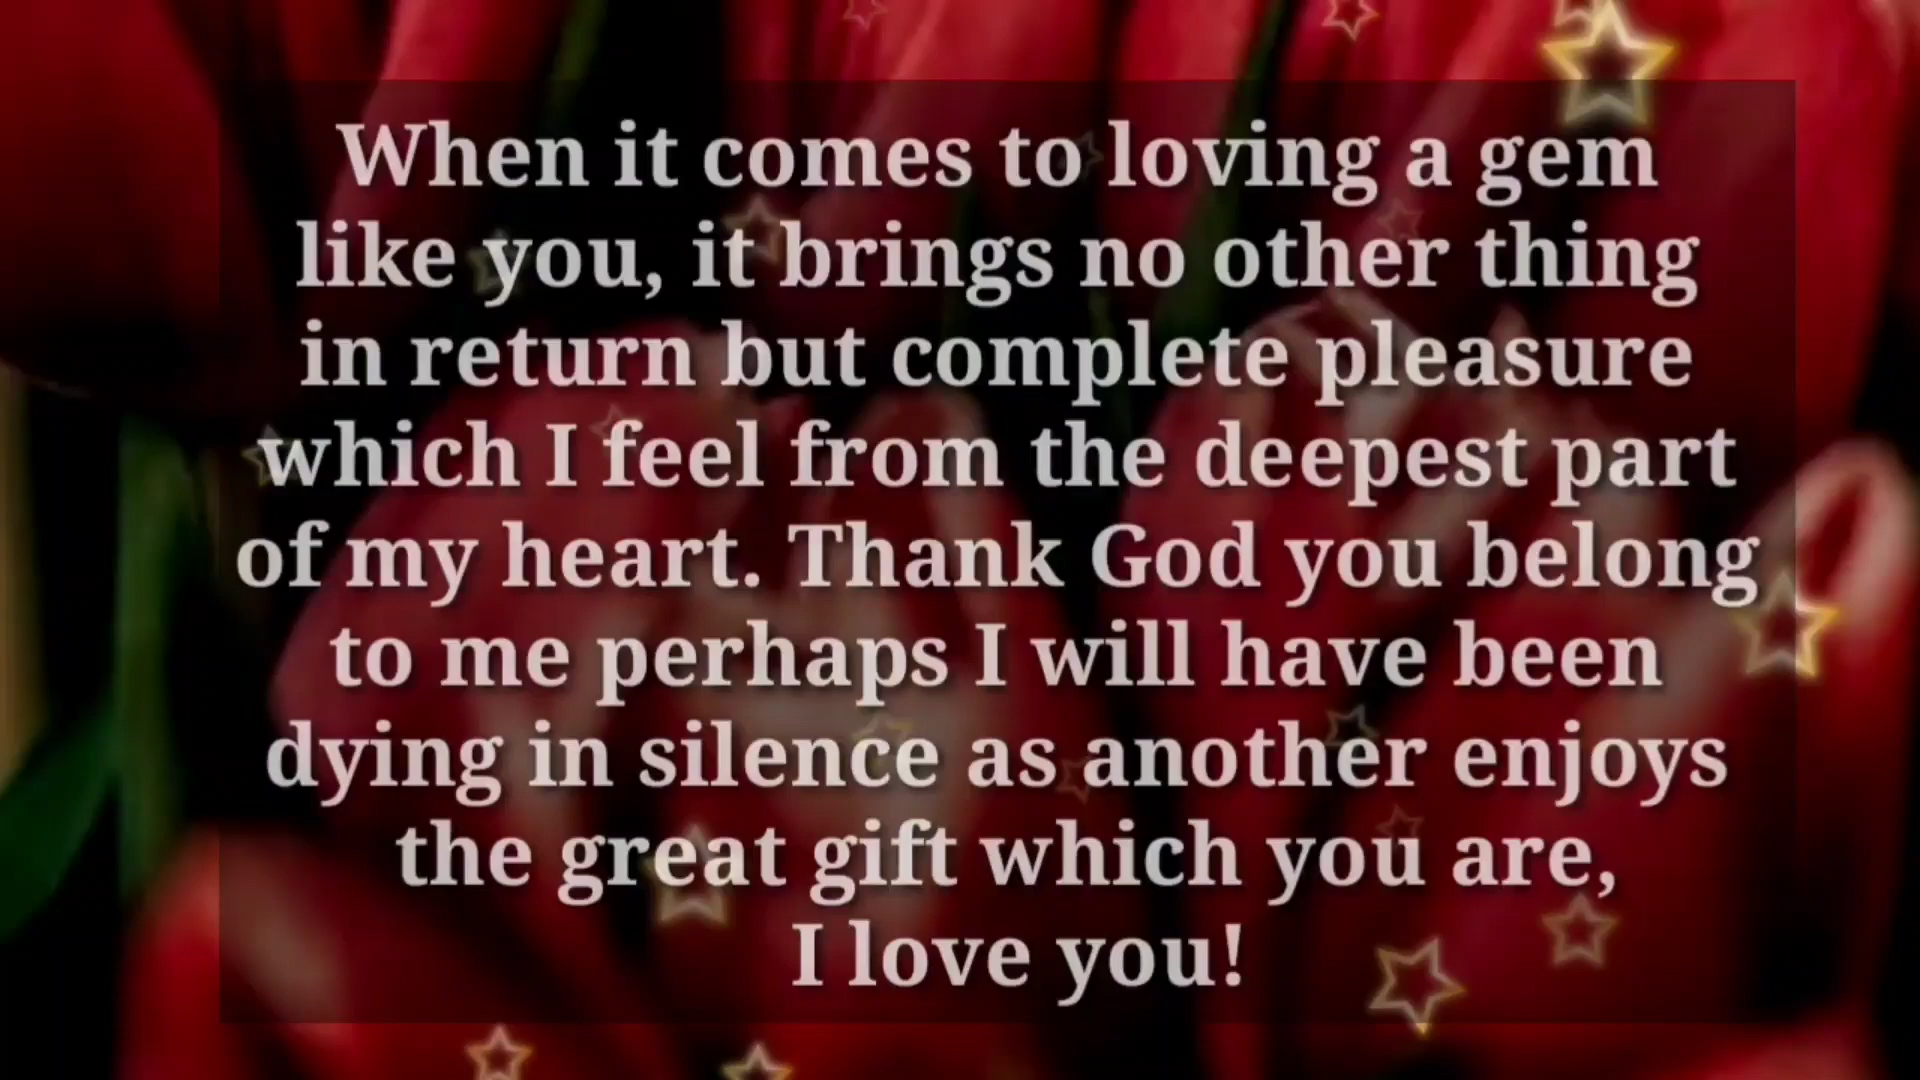 When it comes to loving a gem
like you, it brings no other thing
in return but complete pleasure
which I feel from the deepest part
of my heart. Thank God you belong
to me perhaps I will have been
dying in silence as another enjoys
the great gift which you are,
I love you!